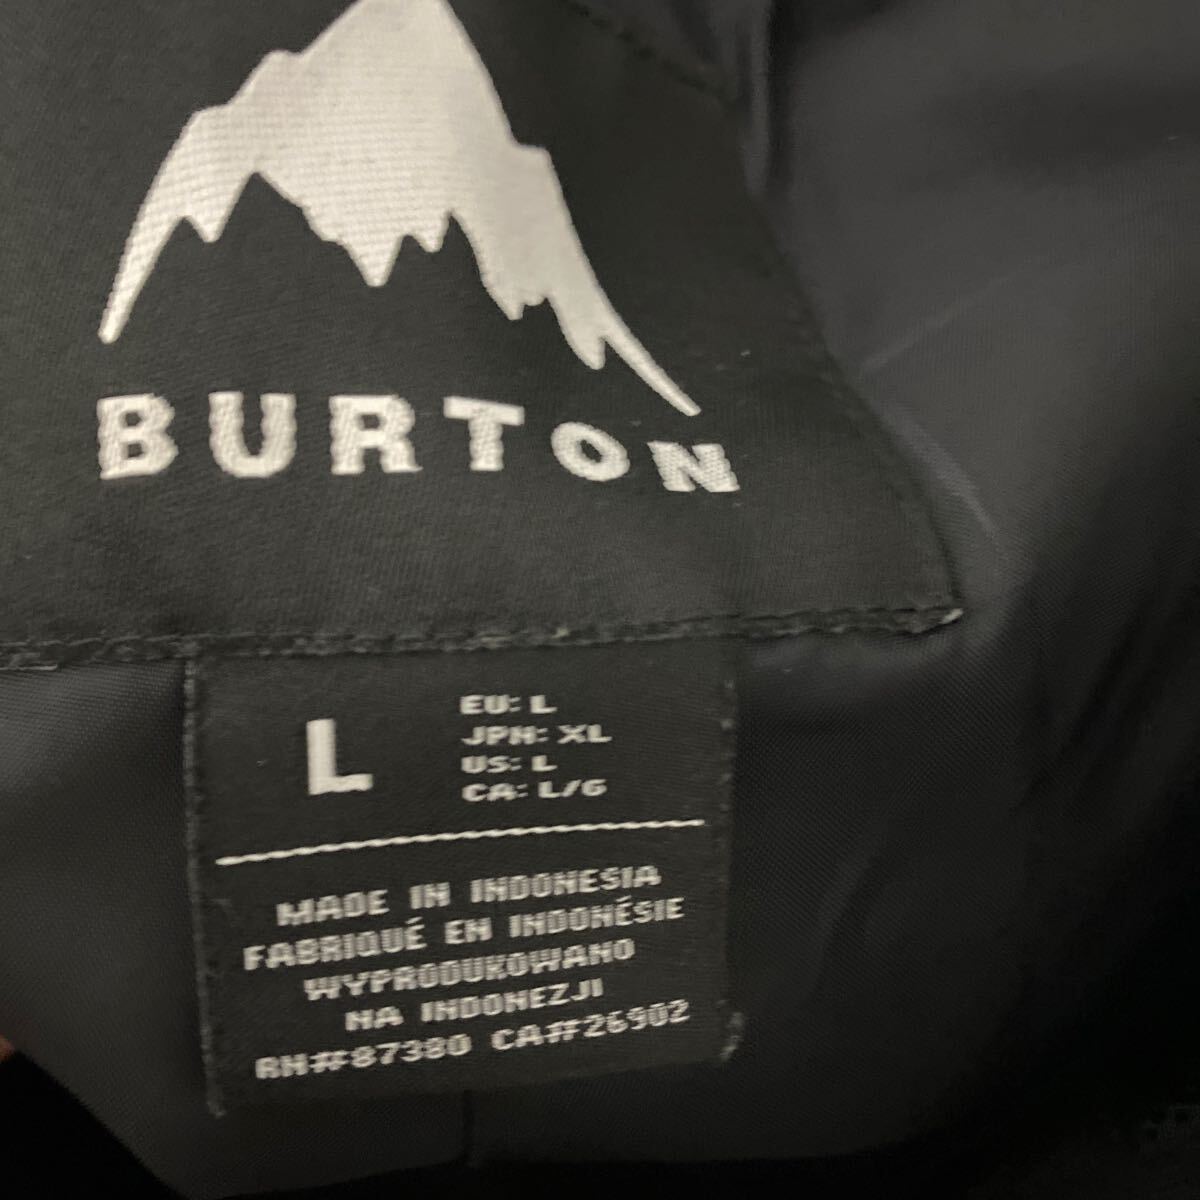 BURTON
L
EU: L
JPN: XL
US: L
CA: L/G
MADE IN INDONESIA
FABRIQUÉ EN INDONÉSIE
WYPRODUKOWANO
NA INDONEZJI
RN#87380 CA#26902